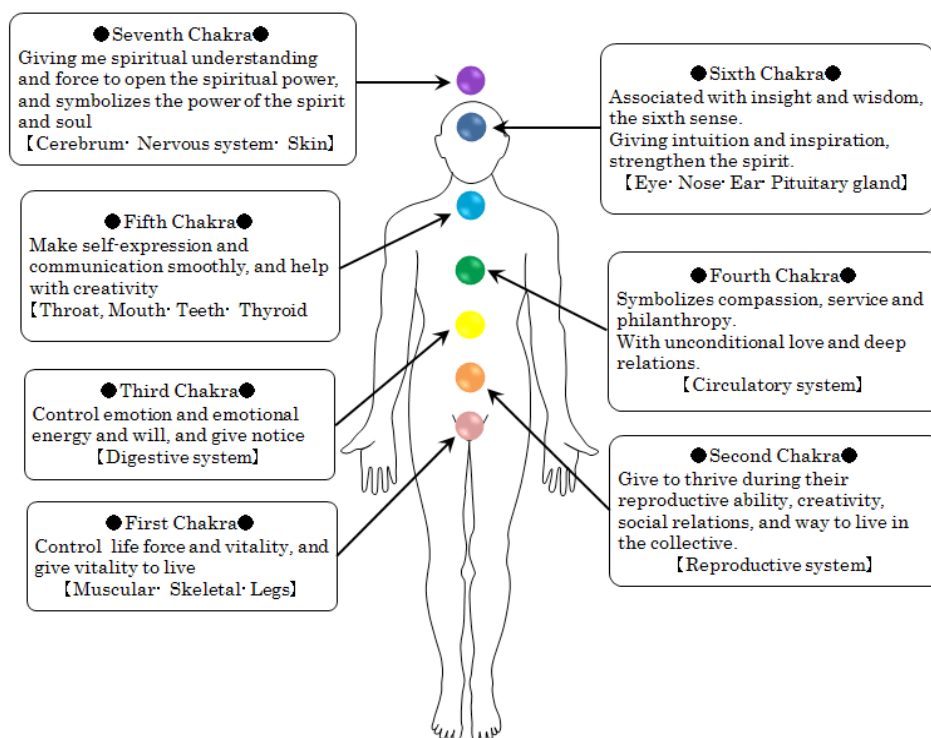 ●Seventh Chakra●
Giving me spiritual understanding
and force to open the spiritual power,
and symbolizes the power of the spirit
and soul
【Cerebrum· Nervous system· Skin】
●Sixth Chakra●
Associated with insight and wisdom,
the sixth sense.
Giving intuition and inspiration,
strengthen the spirit.
【Eye· Nose· Ear· Pituitary gland】
●Fifth Chakra●
Make self-expression and
communication smoothly, and help
with creativity
【Throat, Mouth· Teeth· Thyroid
●Fourth Chakra●
Symbolizes compassion, service and
philanthropy.
With unconditional love and deep
relations.
【Circulatory system】
●Third Chakra●
Control emotion and emotional
energy and will, and give notice
【Digestive system】
●Second Chakra●
Give to thrive during their
reproductive ability, creativity,
social relations, and way to live in
the collective.
【Reproductive system】
●First Chakra●
Control life force and vitality, and
give vitality to live
【Muscular· Skeletal· Legs】